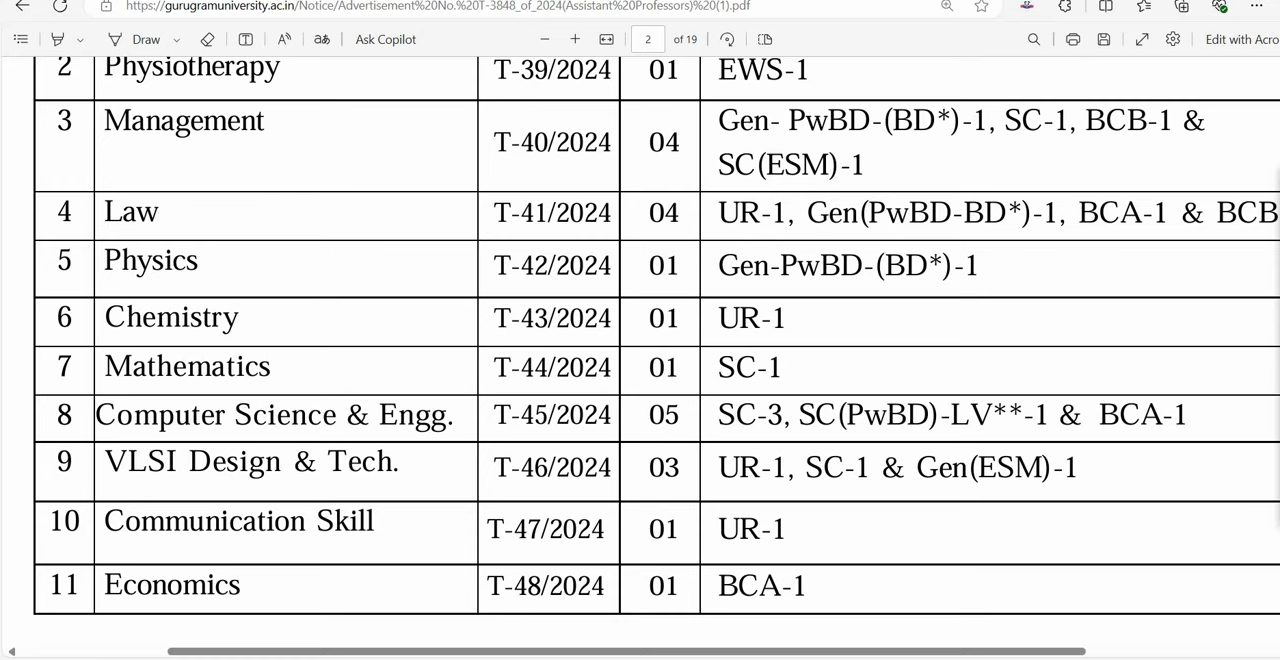 https://gurugramuniversity.ac.in/Notice/Advertisement%20No.%20T-3848_of_2024(Assistant%20Professors)%20(1).pdf
Draw Ask Copilot 2 of 19 Edit with Acro
2 Physiotherapy T-39/2024 01 EWS-1
3 Management T-40/2024 04 Gen- PwBD-(BD*)-1, SC-1, BCB-1 &
SC(ESM)-1
4 Law T-41/2024 04 UR-1, Gen(PwBD-BD*)-1, BCA-1 & BCB
5 Physics T-42/2024 01 Gen-PwBD-(BD*)-1
6 Chemistry T-43/2024 01 UR-1
7 Mathematics T-44/2024 01 SC-1
8 Computer Science & Engg. T-45/2024 05 SC-3, SC(PwBD)-LV**-1 & BCA-1
9 VLSI Design & Tech. T-46/2024 03 UR-1, SC-1 & Gen(ESM)-1
10 Communication Skill T-47/2024 01 UR-1
11 Economics T-48/2024 01 BCA-1